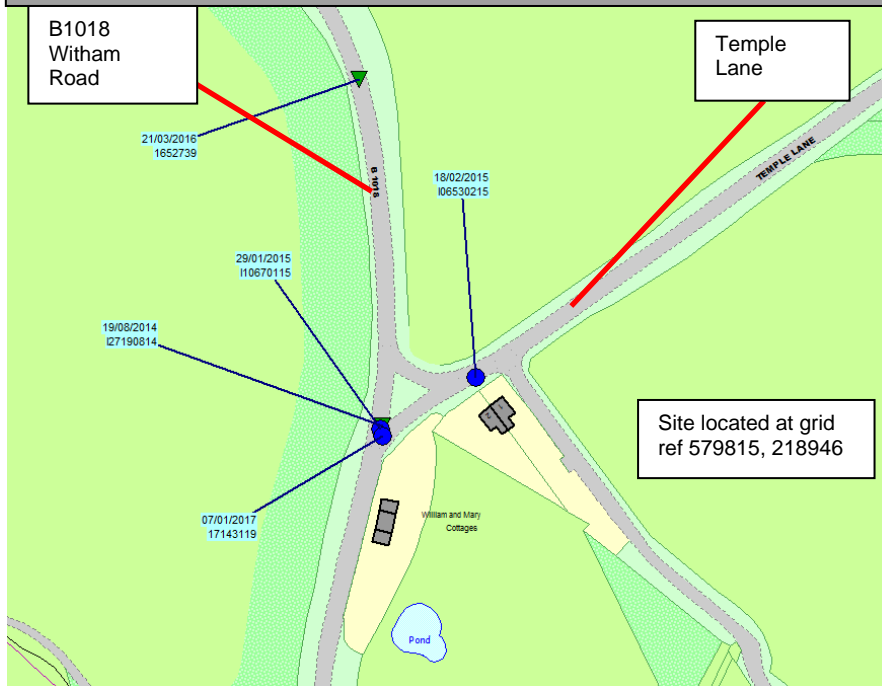 B1018
Witham
Road
Temple
Lane
21/03/2016
1652739
B 1018
TEMPLE LANE
18/02/2015
I06530215
29/01/2015
I10670115
19/08/2014
I27190814
Site located at grid
ref 579815, 218946
07/01/2017
17143119
William and Mary
Cottages
Pond